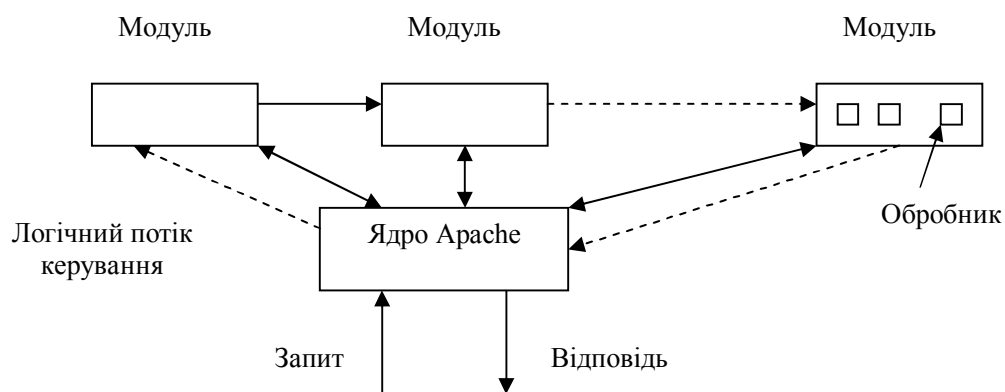 Модуль
Модуль
Модуль
Обробник
Логічний потік
керування
Ядро Apache
Запит
Відповідь